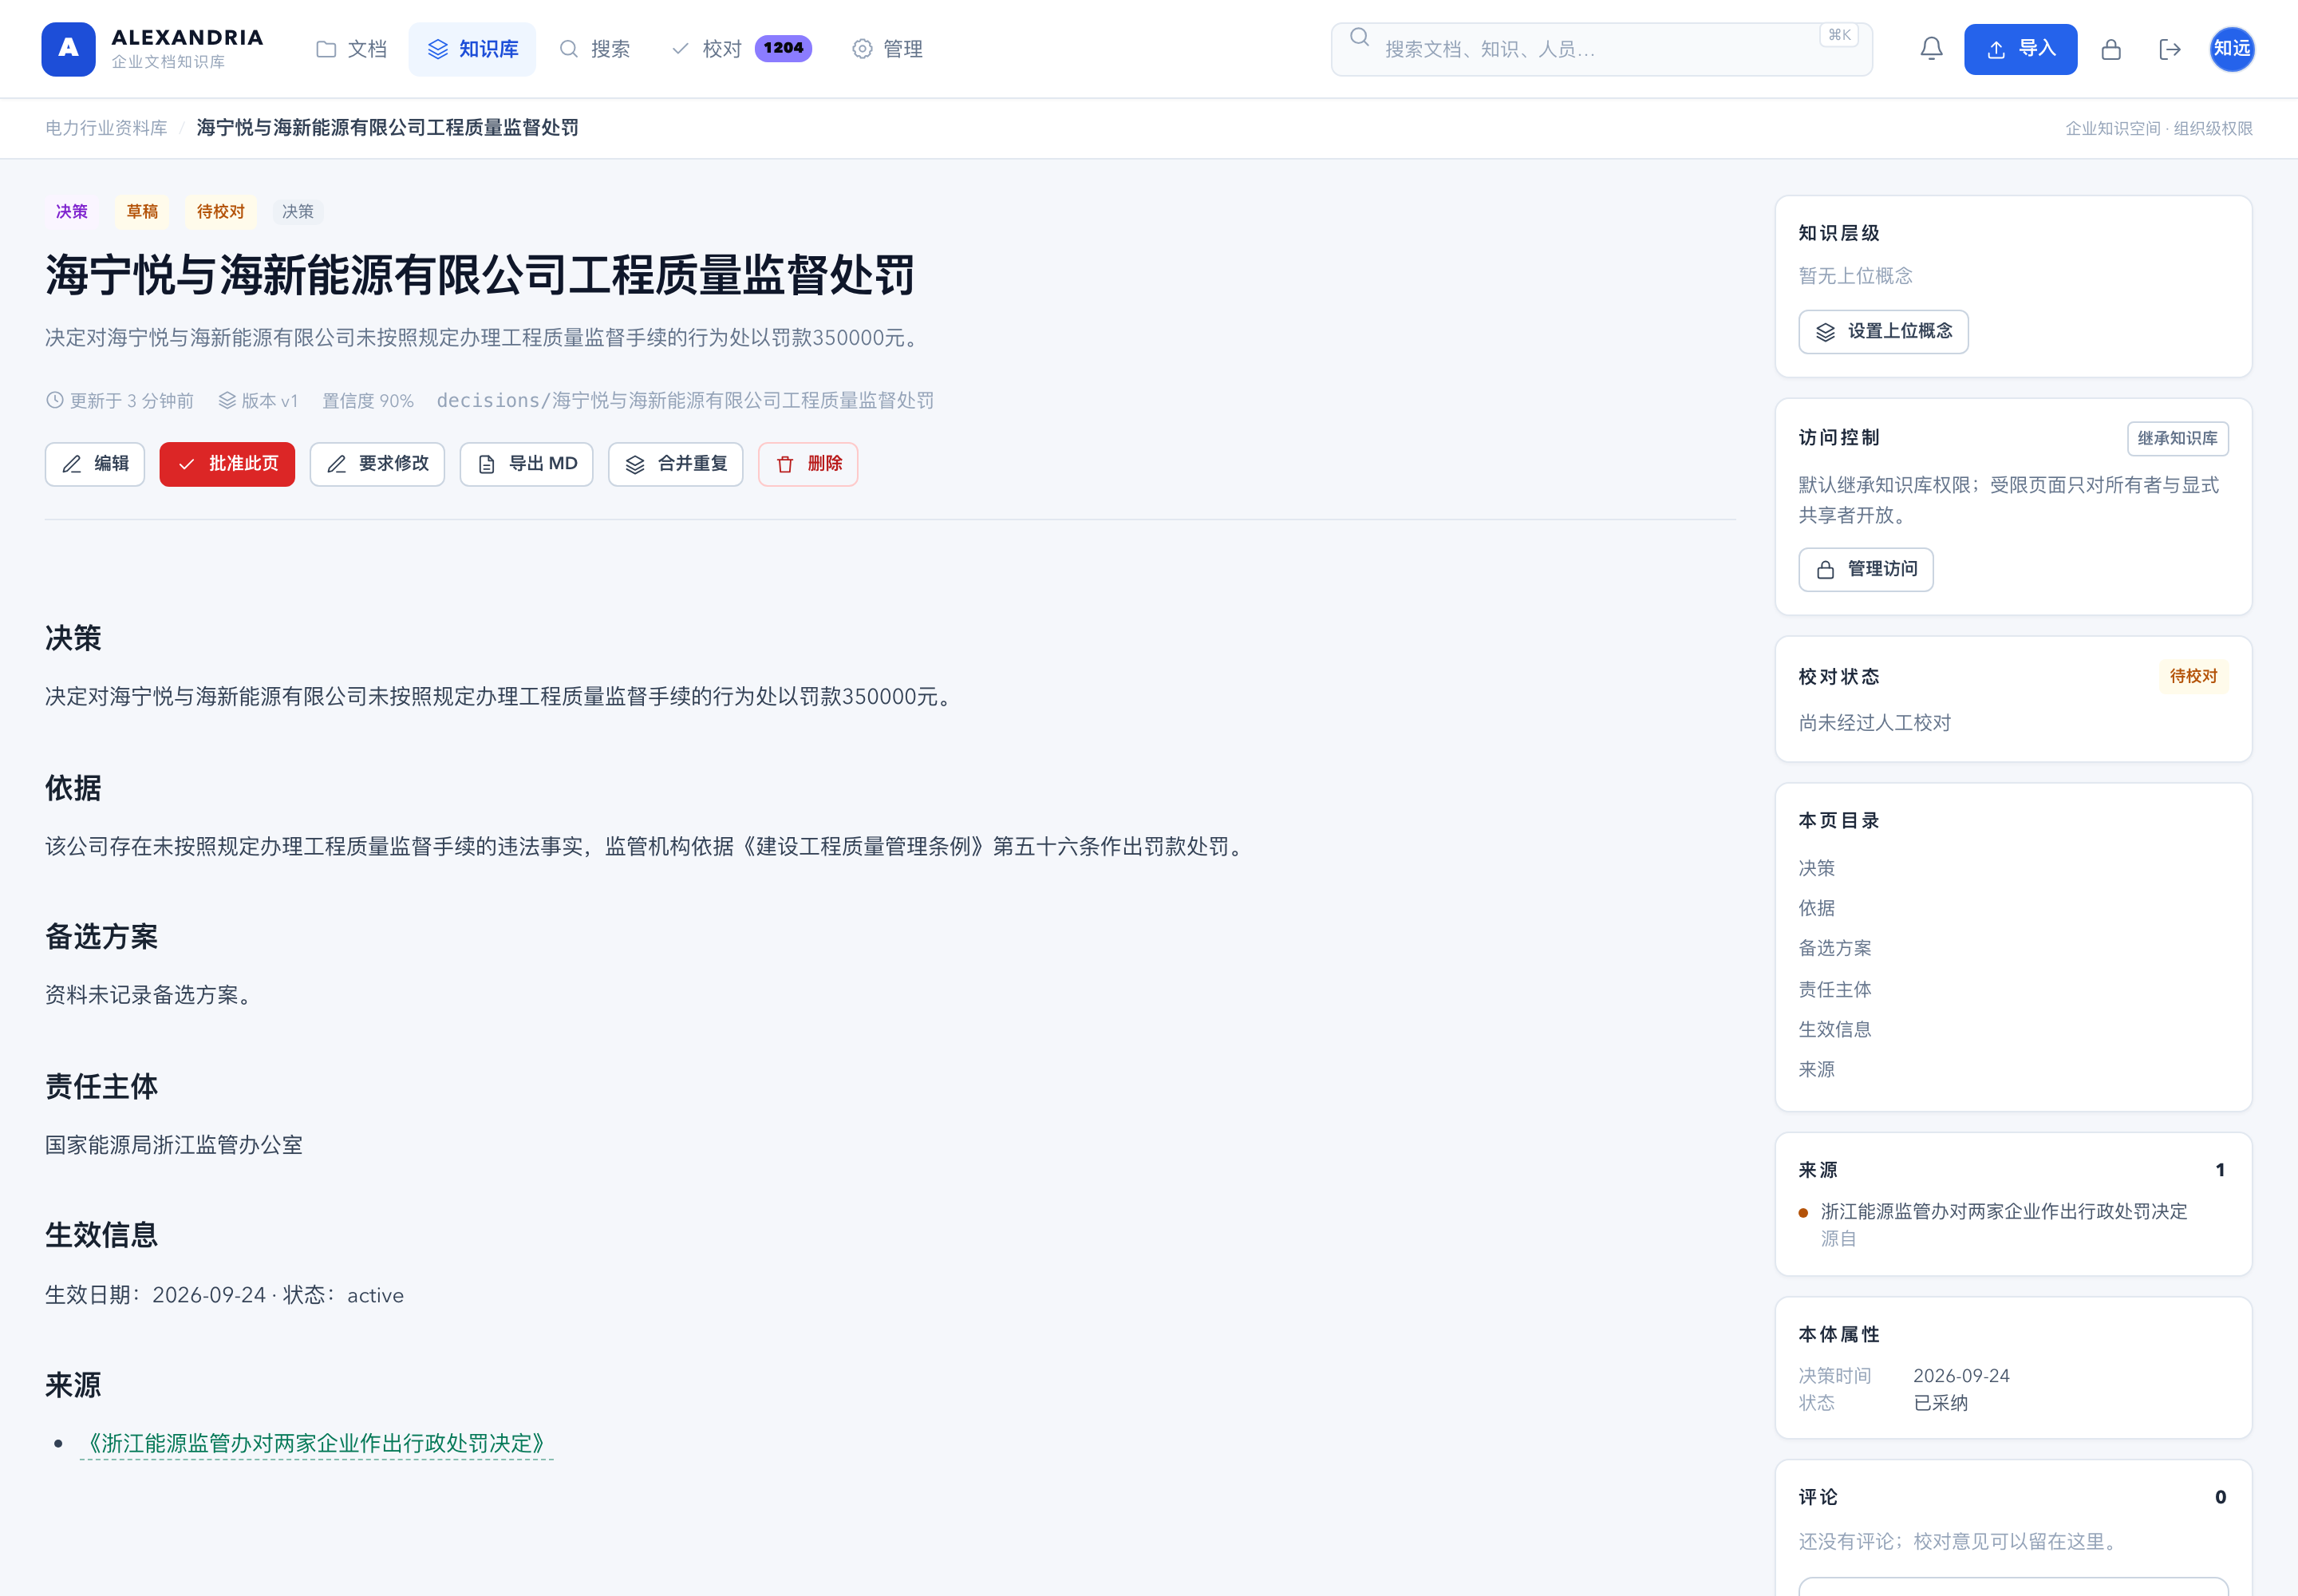 A
ALEXANDRIA
企业文档知识库
文档
知识库
搜索
校对
1204
管理
搜索文档、知识、人员...
⌘K
导入
知远
电力行业资料库 / 海宁悦与海新能源有限公司工程质量监督处罚
企业知识空间 · 组织级权限
决策
草稿
待校对
决策
海宁悦与海新能源有限公司工程质量监督处罚
决定对海宁悦与海新能源有限公司未按照规定办理工程质量监督手续的行为处以罚款350000元。
更新于 3 分钟前
版本 v1
置信度 90%
decisions/海宁悦与海新能源有限公司工程质量监督处罚
编辑
批准此页
要求修改
导出 MD
合并重复
删除
决策
决定对海宁悦与海新能源有限公司未按照规定办理工程质量监督手续的行为处以罚款350000元。
依据
该公司存在未按照规定办理工程质量监督手续的违法事实，监管机构依据《建设工程质量管理条例》第五十六条作出罚款处罚。
备选方案
资料未记录备选方案。
责任主体
国家能源局浙江监管办公室
生效信息
生效日期：2026-09-24 · 状态：active
来源
《浙江能源监管办对两家企业作出行政处罚决定》
知识层级
暂无上位概念
设置上位概念
访问控制
继承知识库
默认继承知识库权限；受限页面只对所有者与显式
共享者开放。
管理访问
校对状态
待校对
尚未经过人工校对
本页目录
决策
依据
备选方案
责任主体
生效信息
来源
来源
1
浙江能源监管办对两家企业作出行政处罚决定
源自
本体属性
决策时间 2026-09-24
状态 已采纳
评论
0
还没有评论；校对意见可以留在这里。